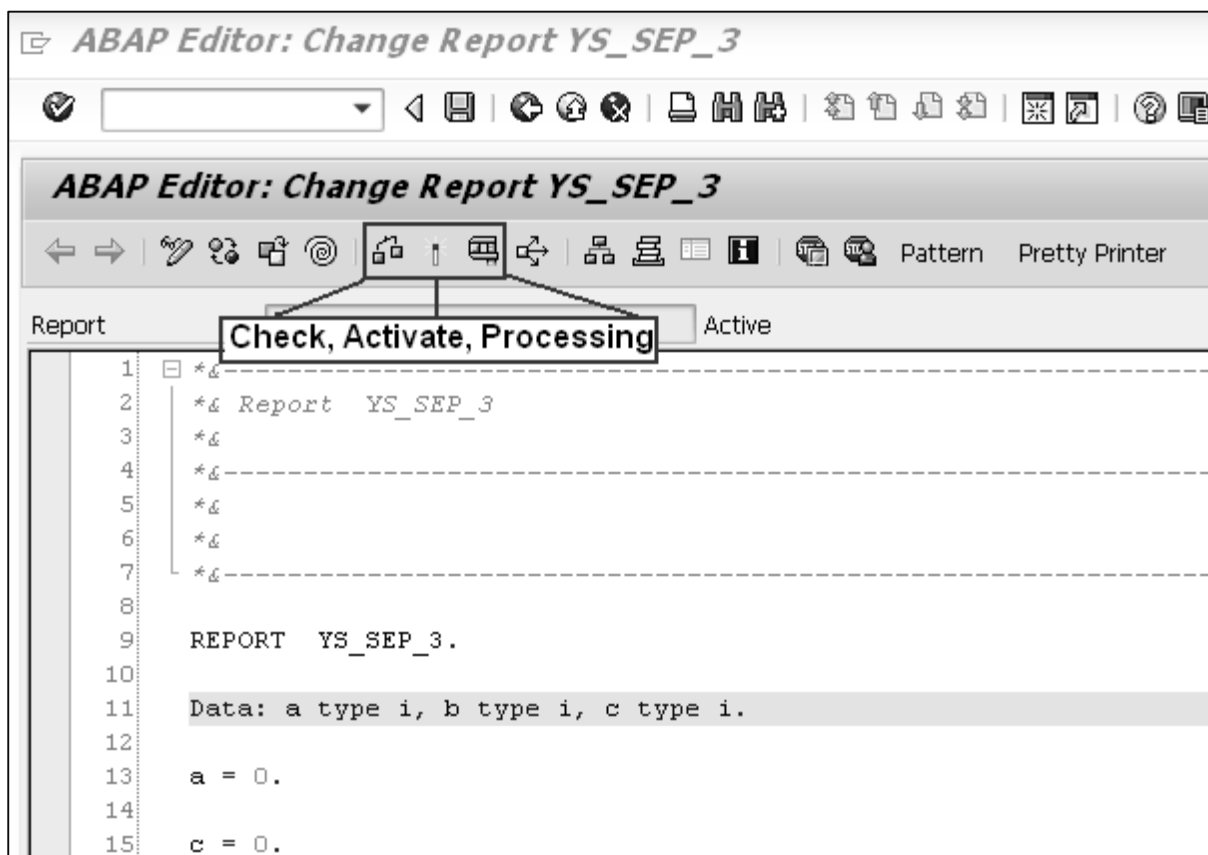 ABAP Editor: Change Report YS_SEP_3
ABAP Editor: Change Report YS_SEP_3
Pattern Pretty Printer
Report Check, Activate, Processing Active
1 *&---------------------------------------------------------------------
2 *& Report YS_SEP_3
3 *&
4 *&---------------------------------------------------------------------
5 *&
6 *&
7 *&---------------------------------------------------------------------
8
9 REPORT YS_SEP_3.
10
11 Data: a type i, b type i, c type i.
12
13 a = 0.
14
15 c = 0.